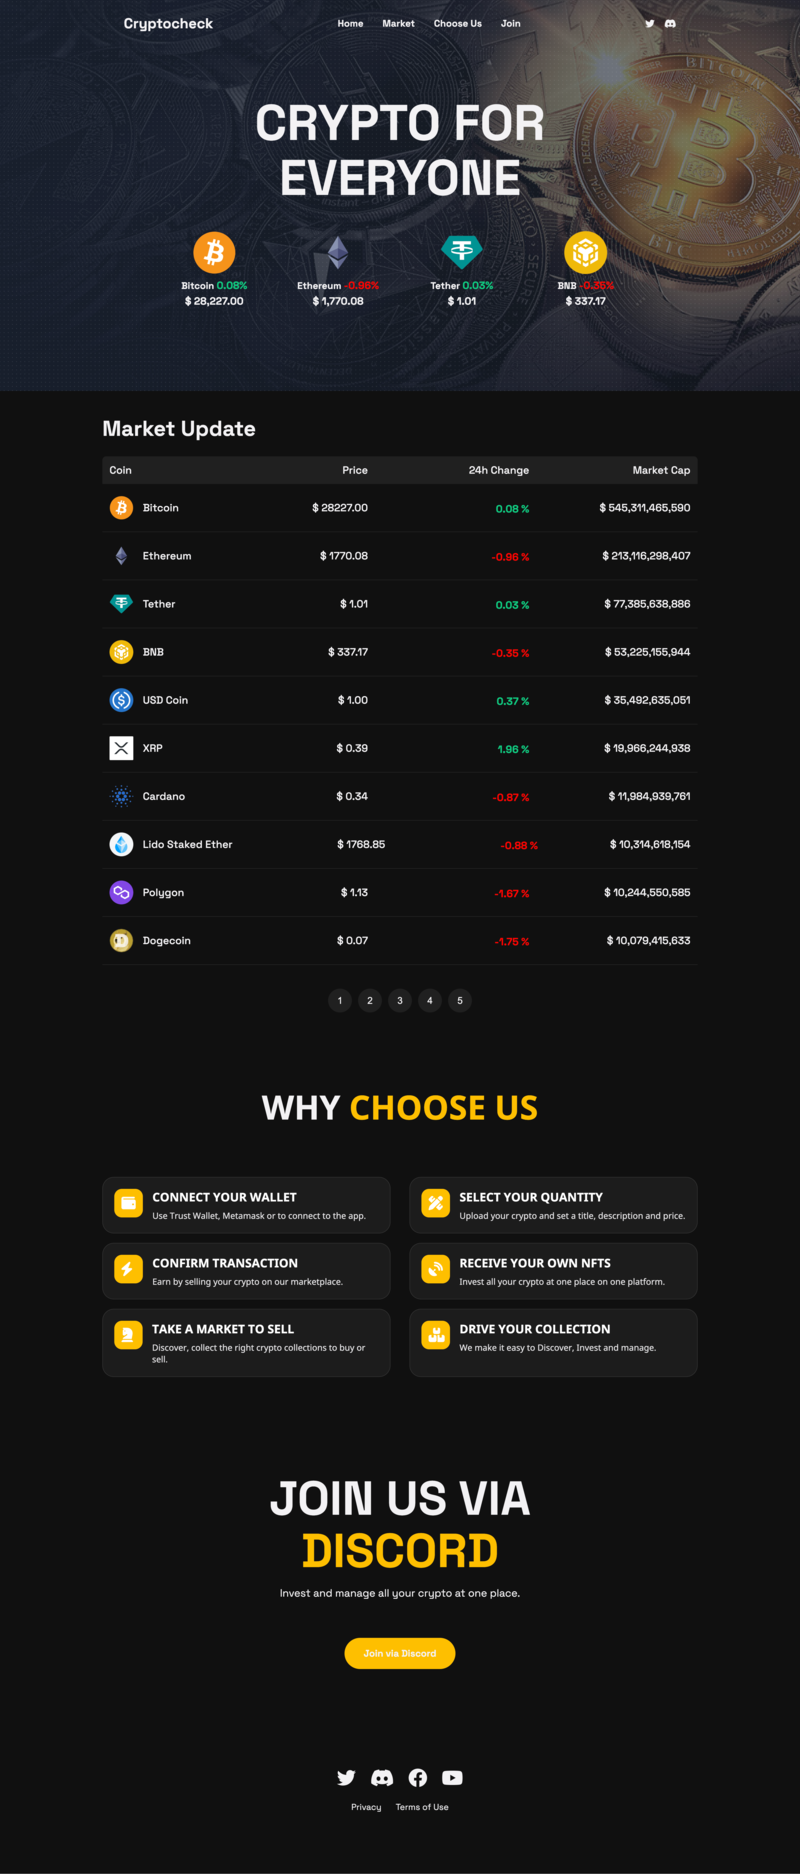 Cryptocheck
Home Market Choose Us Join
BITCOIN
DECENTRALIZED
CRYPTO FOR
EVERYONE
Bitcoin 0.08% Ethereum -0.96% Tether 0.03% BNB -0.35%
$ 28,227.00 $ 1,770.08 $ 1.01 $ 337.17
BTC
Market Update
Coin Price 24h Change Market Cap
Bitcoin $ 28227.00 0.08 % $ 545,311,465,590
Ethereum $ 1770.08 -0.96 % $ 213,116,298,407
Tether $ 1.01 0.03 % $ 77,385,638,886
BNB $ 337.17 -0.35 % $ 53,225,155,944
USD Coin $ 1.00 0.37 % $ 35,492,635,051
XRP $ 0.39 1.96 % $ 19,966,244,938
Cardano $ 0.34 -0.87 % $ 11,984,939,761
Lido Staked Ether $ 1768.85 -0.88 % $ 10,314,618,154
Polygon $ 1.13 -1.67 % $ 10,244,550,585
Dogecoin $ 0.07 -1.75 % $ 10,079,415,633
1 2 3 4 5
WHY CHOOSE US
CONNECT YOUR WALLET
Use Trust Wallet, Metamask or to connect to the app.
SELECT YOUR QUANTITY
Upload your crypto and set a title, description and price.
CONFIRM TRANSACTION
Earn by selling your crypto on our marketplace.
RECEIVE YOUR OWN NFTS
Invest all your crypto at one place on one platform.
TAKE A MARKET TO SELL
Discover, collect the right crypto collections to buy or
sell.
DRIVE YOUR COLLECTION
We make it easy to Discover, Invest and manage.
JOIN US VIA
DISCORD
Invest and manage all your crypto at one place.
Join via Discord
Privacy Terms of Use